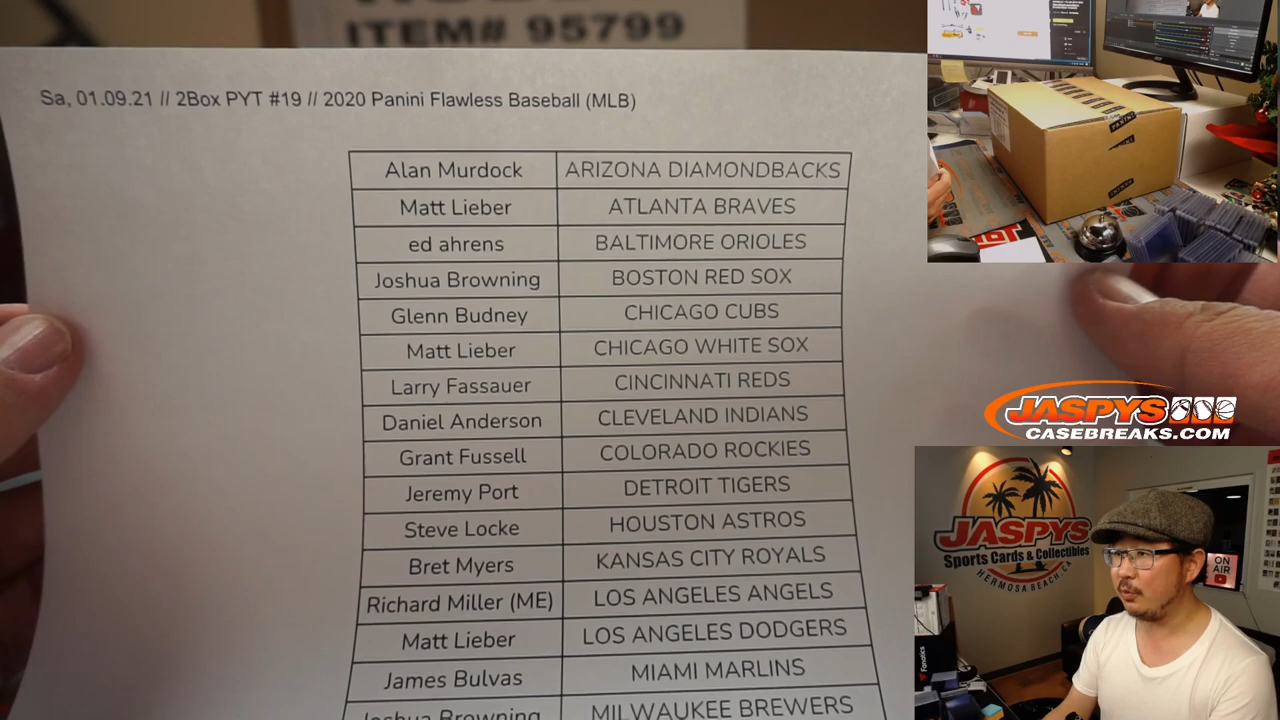 ITEM# 95799
Sa, 01.09.21 // 2Box PYT #19 // 2020 Panini Flawless Baseball (MLB)
Alan Murdock ARIZONA DIAMONDBACKS
Matt Lieber ATLANTA BRAVES
ed ahrens BALTIMORE ORIOLES
Joshua Browning BOSTON RED SOX
Glenn Budney CHICAGO CUBS
Matt Lieber CHICAGO WHITE SOX
Larry Fassauer CINCINNATI REDS
Daniel Anderson CLEVELAND INDIANS
Grant Fussell COLORADO ROCKIES
Jeremy Port DETROIT TIGERS
Steve Locke HOUSTON ASTROS
Bret Myers KANSAS CITY ROYALS
Richard Miller (ME) LOS ANGELES ANGELS
Matt Lieber LOS ANGELES DODGERS
James Bulvas MIAMI MARLINS
Joshua Browning MILWAUKEE BREWERS
PANINI
JASPYS
CASEBREAKS.COM
JASPYS
Sports Cards & Collectibles
HERMOSA BEACH, CA
ON
AIR
Fanatics